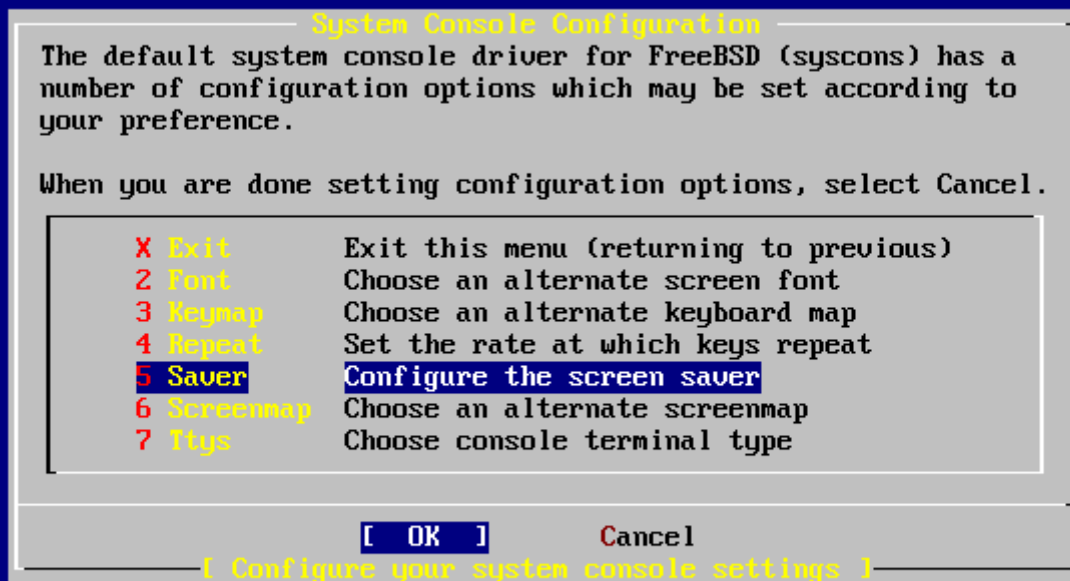 System Console Configuration
The default system console driver for FreeBSD (syscons) has a
number of configuration options which may be set according to
your preference.
When you are done setting configuration options, select Cancel.
X Exit Exit this menu (returning to previous)
2 Font Choose an alternate screen font
3 Keymap Choose an alternate keyboard map
4 Repeat Set the rate at which keys repeat
5 Saver Configure the screen saver
6 Screenmap Choose an alternate screenmap
7 Ttys Choose console terminal type
[ OK ] Cancel
[ Configure your system console settings ]